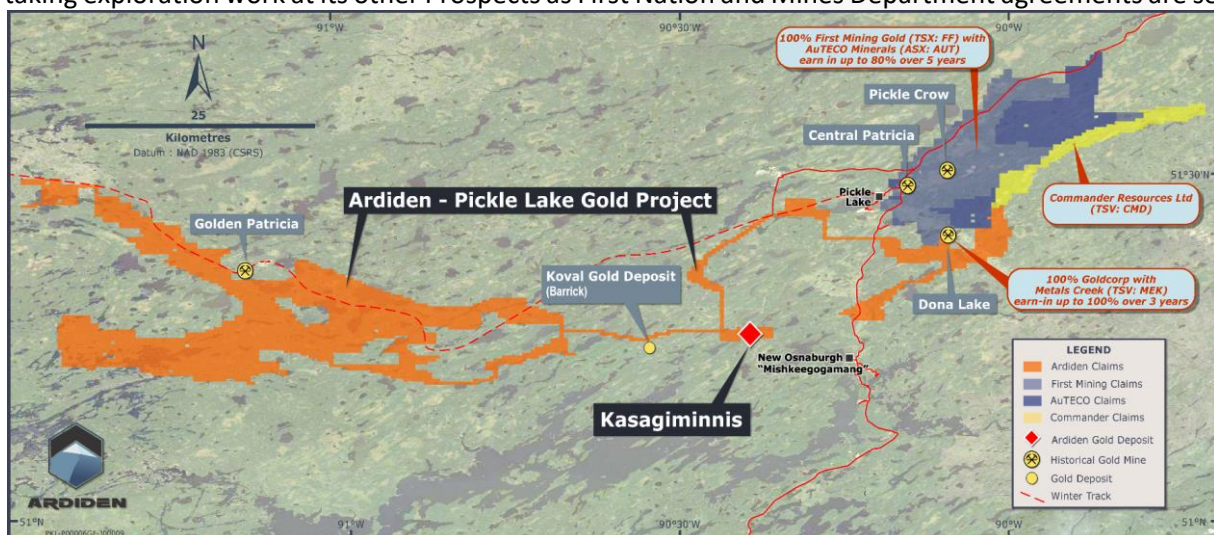 taking exploration work at its other Prospects as First Nation and Mines Department agreements are
91°W
90°30'W
90°W
N
25
Kilometres
Datum : NAD 1983 (CSRS)
100% First Mining Gold (TSX: FF) with
AuTECO Minerals (ASX: AUT)
earn in up to 80% over 5 years
Pickle Crow
Central Patricia
Pickle
Lake
51°30'N
Commander Resources Ltd
(TSV: CMD)
Ardiden - Pickle Lake Gold Project
Golden Patricia
Koval Gold Deposit
(Barrick)
Dona Lake
100% Goldcorp with
Metals Creek (TSV: MEK)
earn-in up to 100% over 3 years
New Osnaburgh
"Mishkeegogamang"
Kasagiminnis
LEGEND
Ardiden Claims
First Mining Claims
AuTECO Claims
Commander Claims
Ardiden Gold Deposit
Historical Gold Mine
Gold Deposit
Winter Track
ARDIDEN
51°N
91°W
90°30'W
90°W
51°N